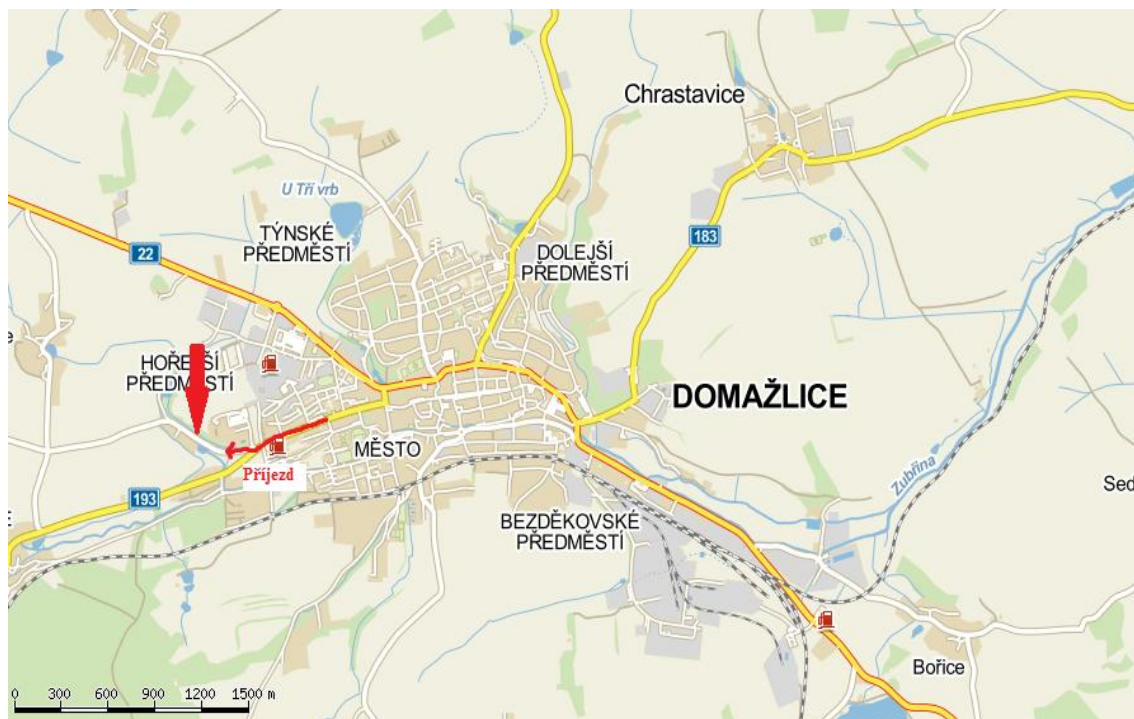 Chrastavice
U Tří vrb
TÝNSKÉ
PŘEDMĚSTÍ
22
DOLEJŠÍ
PŘEDMĚSTÍ
183
HOŘEJŠÍ
PŘEDMĚSTÍ
DOMAŽLICE
MĚSTO
Příjezd
193
Zubřina
Sed
BEZDĚKOVSKÉ
PŘEDMĚSTÍ
Bořice
0 300 600 900 1200 1500 m